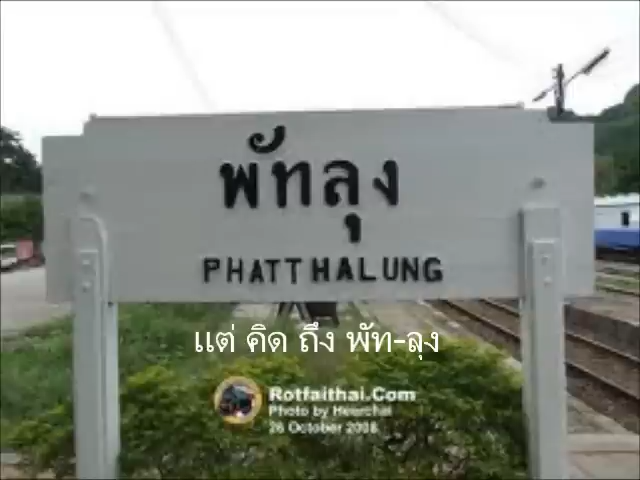 พัทลุง
PHATTHALUNG
แต่ คิด ถึง พัท-ลุง
Rotfaithai.Com
Photo by Heerchai
26 October 2008